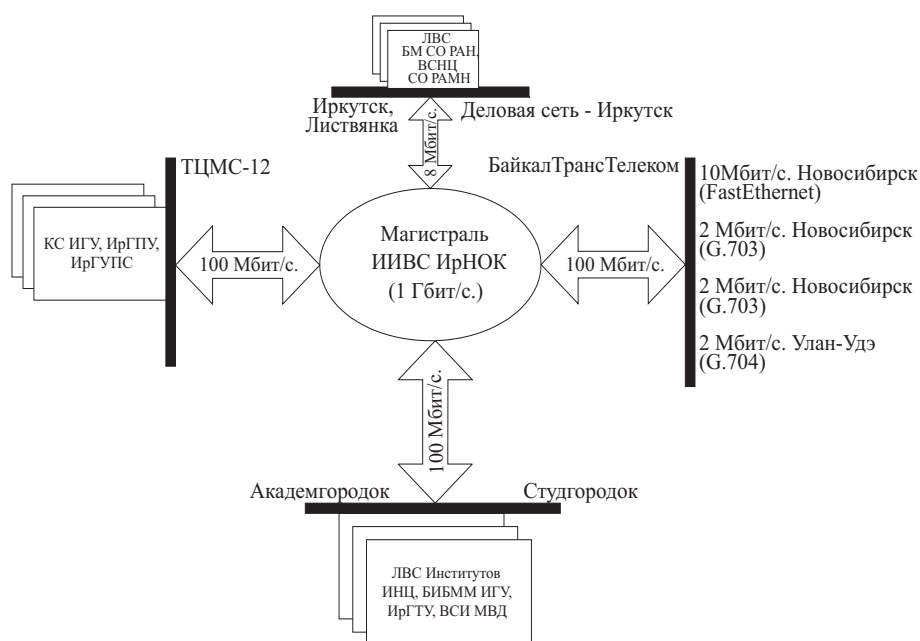 ЛВС
БМ СО РАН,
ВСНЦ
СО РАМН
Иркутск,
Листвянка
Деловая сеть - Иркутск
8 Мбит/с.
ТЦМС-12
БайкалТрансТелеком
КС ИГУ, ИрГПУ,
ИрГУПС
100 Мбит/с.
Магистраль
ИИВС ИрНОК
(1 Гбит/с.)
100 Мбит/с.
10Мбит/с. Новосибирск
(FastEthernet)
2 Мбит/с. Новосибирск
(G.703)
2 Мбит/с. Новосибирск
(G.703)
2 Мбит/с. Улан-Удэ
(G.704)
100 Мбит/с.
Академгородок
Студгородок
ЛВС Институтов
ИНЦ, БИБММ ИГУ,
ИрГТУ, ВСИ МВД